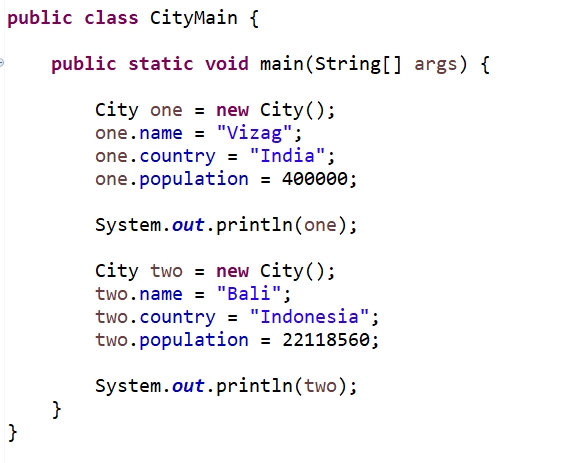 public class CityMain {
public static void main(String[] args) {
City one = new City();
one.name = "Vizag";
one.country = "India";
one.population = 400000;
System.out.println(one);
City two = new City();
two.name = "Bali";
two.country = "Indonesia";
two.population = 22118560;
System.out.println(two);
}
}